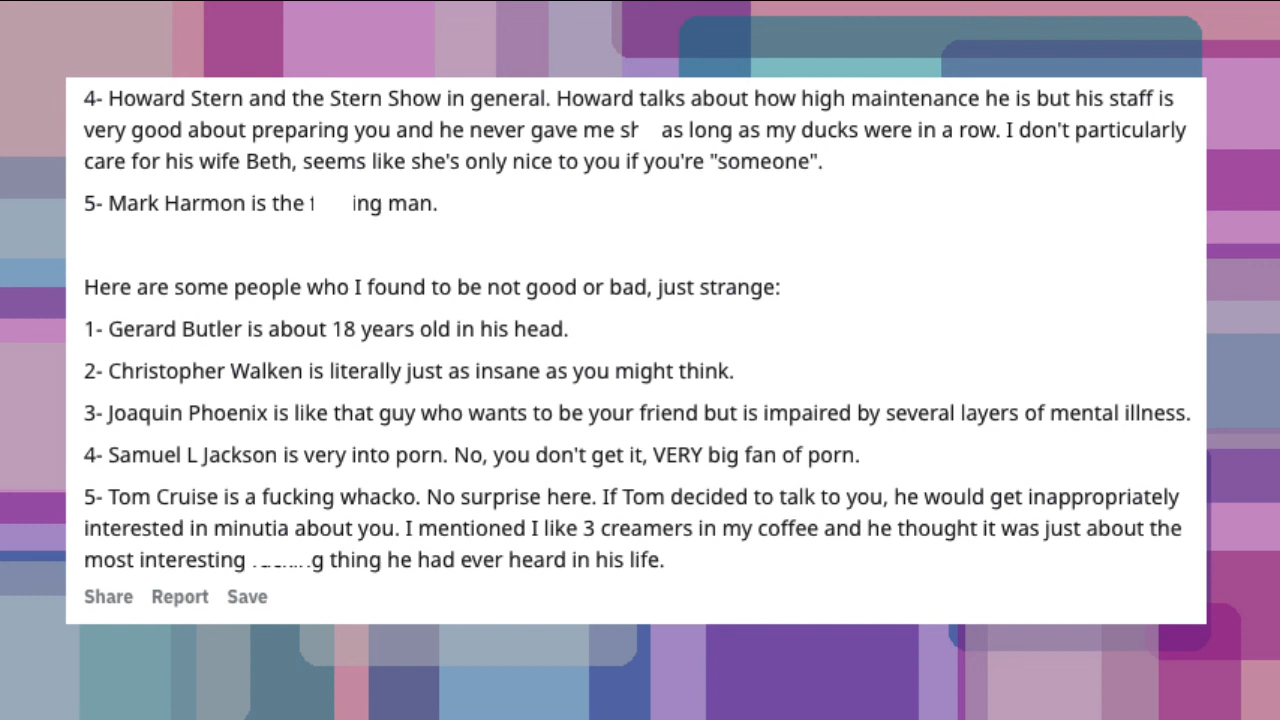 4- Howard Stern and the Stern Show in general. Howard talks about how high maintenance he is but his staff is
very good about preparing you and he never gave me sh as long as my ducks were in a row. I don't particularly
care for his wife Beth, seems like she's only nice to you if you're "someone".
5- Mark Harmon is the ing man.
Here are some people who I found to be not good or bad, just strange:
1- Gerard Butler is about 18 years old in his head.
2- Christopher Walken is literally just as insane as you might think.
3- Joaquin Phoenix is like that guy who wants to be your friend but is impaired by several layers of mental illness.
4- Samuel L Jackson is very into porn. No, you don't get it, VERY big fan of porn.
5- Tom Cruise is a fucking whacko. No surprise here. If Tom decided to talk to you, he would get inappropriately
interested in minutia about you. I mentioned I like 3 creamers in my coffee and he thought it was just about the
most interesting g thing he had ever heard in his life.
Share Report Save